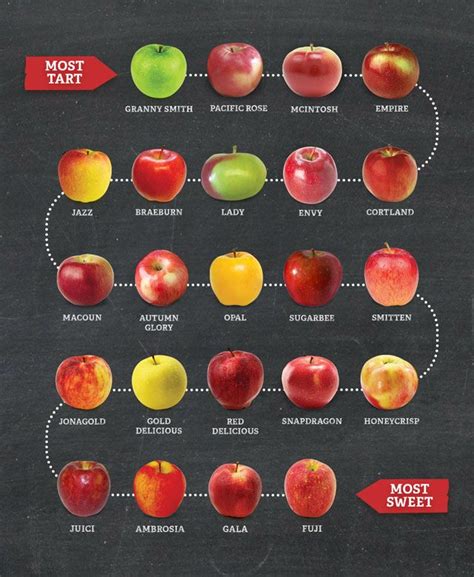 MOST
TART
GRANNY SMITH
PACIFIC ROSE
MCINTOSH
EMPIRE
JAZZ
BRAEBURN
LADY
ENVY
CORTLAND
MACOUN
AUTUMN
GLORY
OPAL
SUGARBEE
SMITTEN
JONAGOLD
GOLD
DELICIOUS
RED
DELICIOUS
SNAPDRAGON
HONEYCRISP
JUICI
AMBROSIA
GALA
FUJI
MOST
SWEET